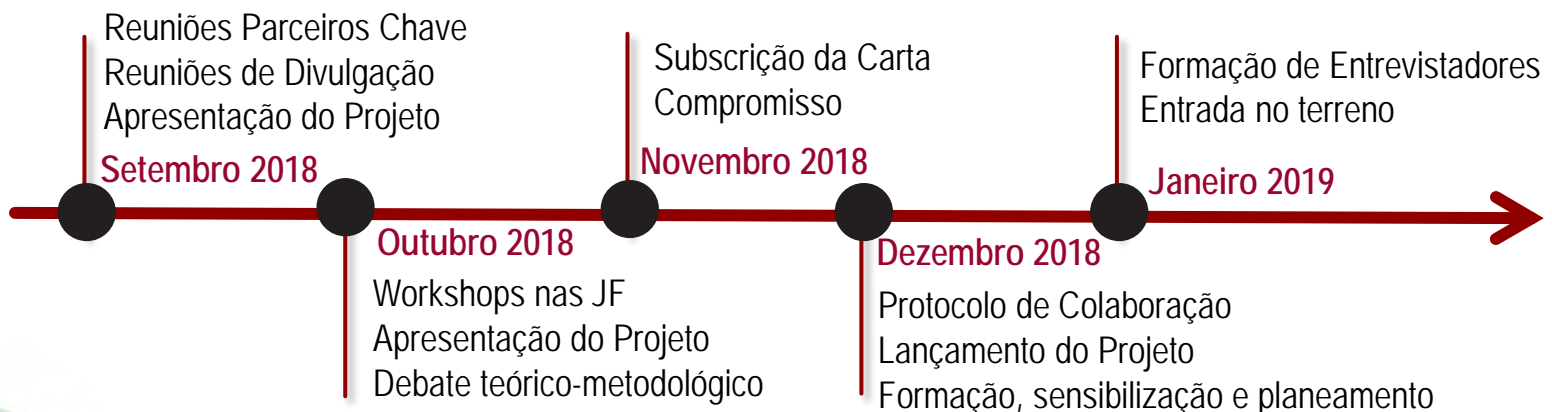 Reuniões Parceiros Chave
Reuniões de Divulgação
Apresentação do Projeto
Setembro 2018
Outubro 2018
Workshops nas JF
Apresentação do Projeto
Debate teórico-metodológico
Subscrição da Carta
Compromisso
Novembro 2018
Dezembro 2018
Protocolo de Colaboração
Lançamento do Projeto
Formação, sensibilização e planeamento
Formação de Entrevistadores
Entrada no terreno
Janeiro 2019